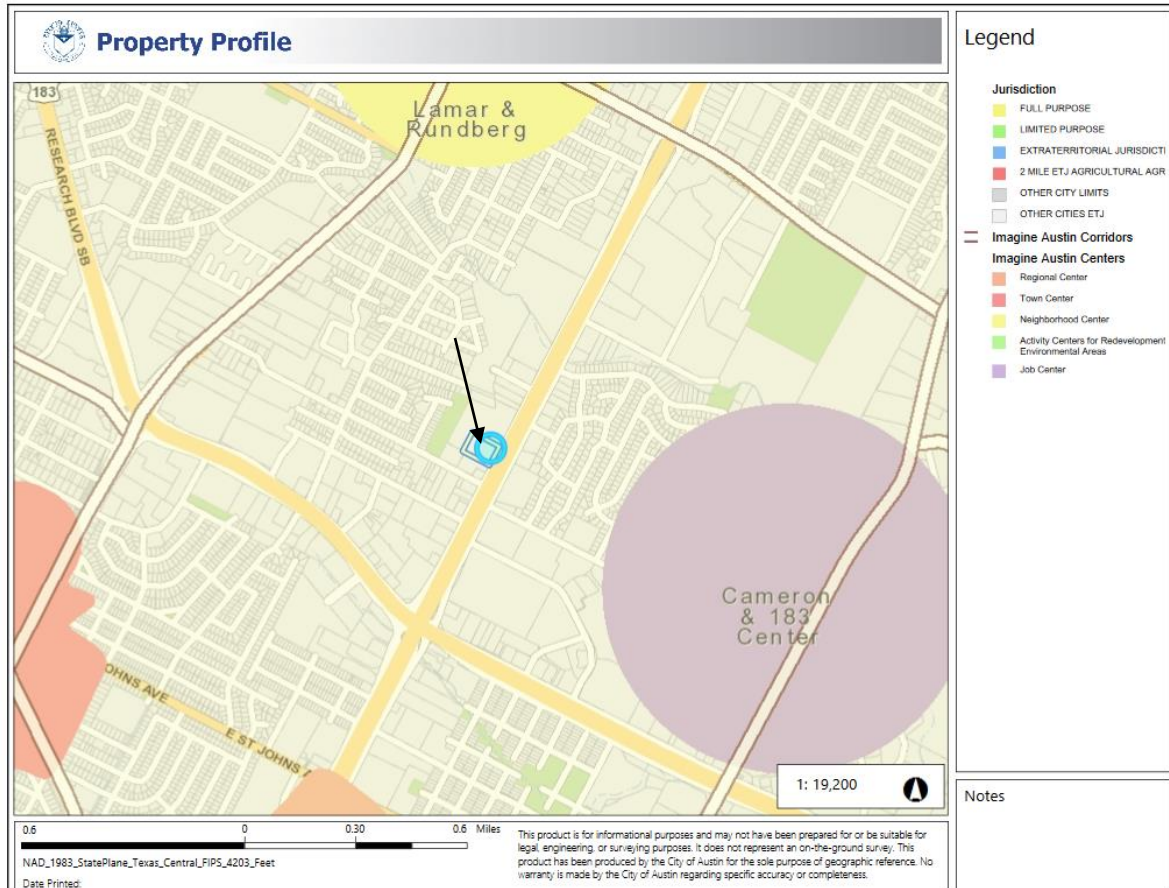 Property Profile
Legend
183
RESEARCH BLVD SB
Lamar &
Rundberg
Cameron
& 183
Center
OHNS AVE
E ST JOHNS A
1: 19,200
Jurisdiction
FULL PURPOSE
LIMITED PURPOSE
EXTRATERRITORIAL JURISDICTI
2 MILE ETJ AGRICULTURAL AGR
OTHER CITY LIMITS
OTHER CITIES ETJ
Imagine Austin Corridors
Imagine Austin Centers
Regional Center
Town Center
Neighborhood Center
Activity Centers for Redevelopment
Environmental Areas
Job Center
Notes
0.6 0 0.30 0.6 Miles
NAD_1983_StatePlane_Texas_Central_FIPS_4203_Feet
Date Printed:
This product is for informational purposes and may not have been prepared for or be suitable for
legal, engineering, or surveying purposes. It does not represent an on-the-ground survey. This
product has been produced by the City of Austin for the sole purpose of geographic reference. No
warranty is made by the City of Austin regarding specific accuracy or completeness.